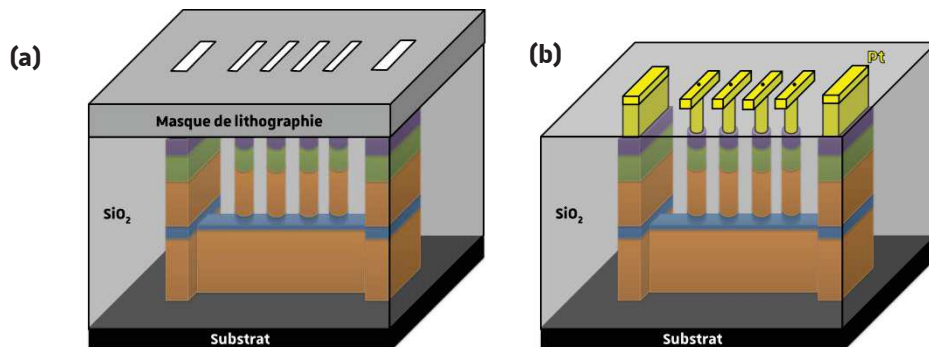 (a)
Masque de lithographie
SiO₂
Substrat
(b)
Pt
SiO₂
Substrat